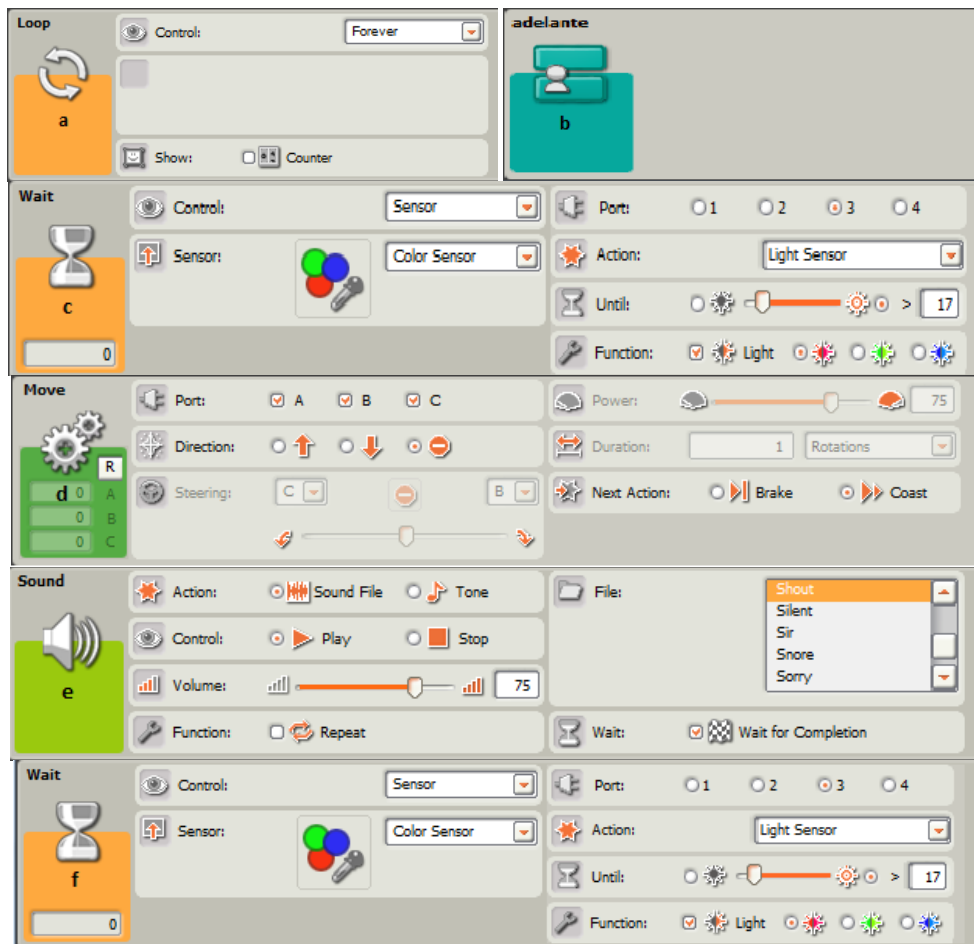 Loop
Control: Forever
a
Show: Counter
adelante
b
Wait
Control: Sensor
Sensor: Color Sensor
c
0
Port: 1 2 3 4
Action: Light Sensor
Until: > 17
Function: Light
Move
R
d 0 A
0 B
0 C
Port: A B C
Direction:
Steering: C B
Power: 75
Duration: 1 Rotations
Next Action: Brake Coast
Sound
e
Action: Sound File Tone
Control: Play Stop
Volume: 75
Function: Repeat
File: Shout
Silent
Sir
Snore
Sorry
Wait: Wait for Completion
Wait
Control: Sensor
Sensor: Color Sensor
f
0
Port: 1 2 3 4
Action: Light Sensor
Until: > 17
Function: Light